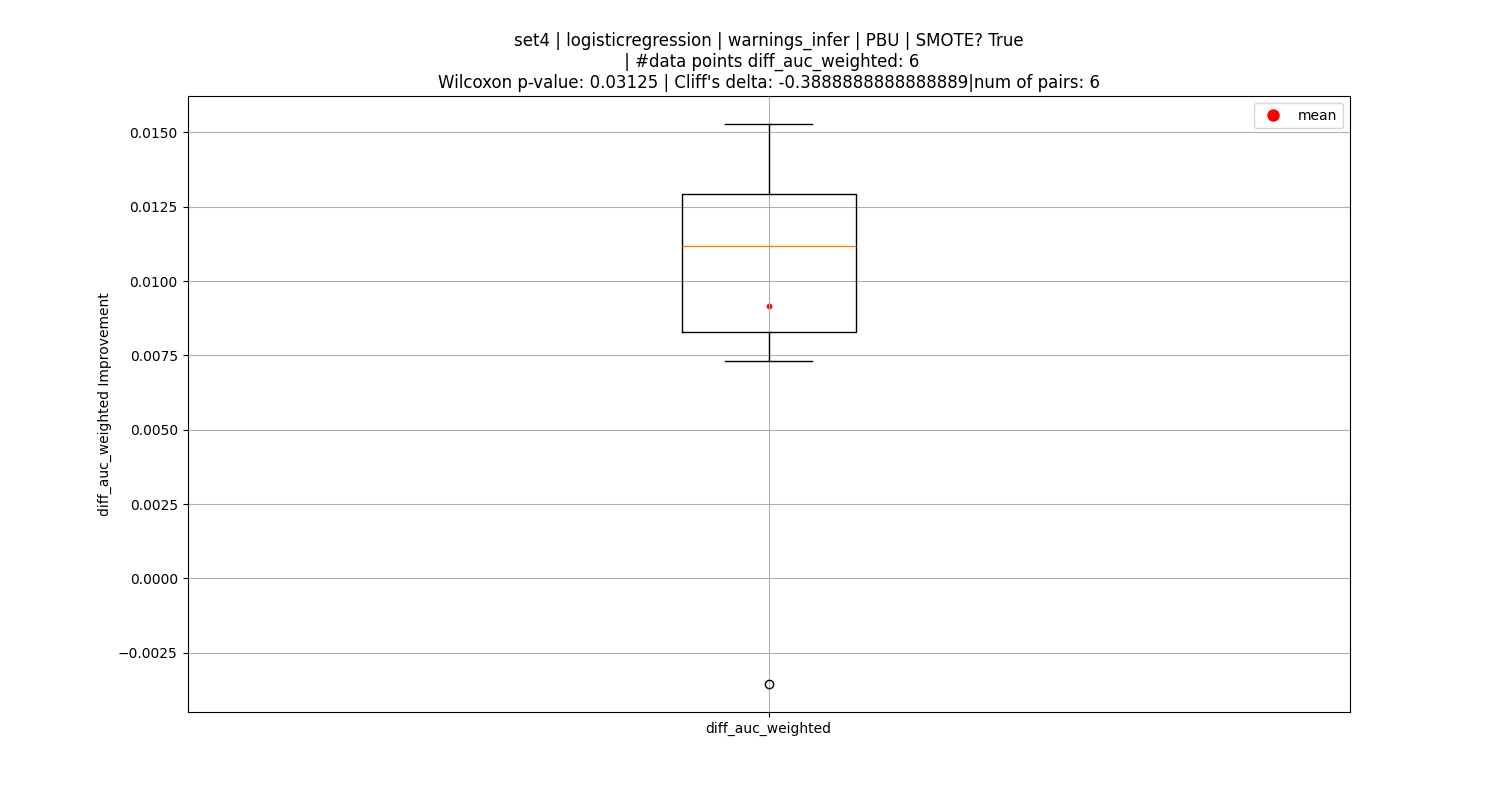 set4 | logisticregression | warnings_infer | PBU | SMOTE? True
| #data points diff_auc_weighted: 6
Wilcoxon p-value: 0.03125 | Cliff's delta: -0.3888888888888889|num of pairs: 6
mean
0.0150
0.0125
0.0100
0.0075
0.0050
0.0025
0.0000
−0.0025
diff_auc_weighted Improvement
diff_auc_weighted